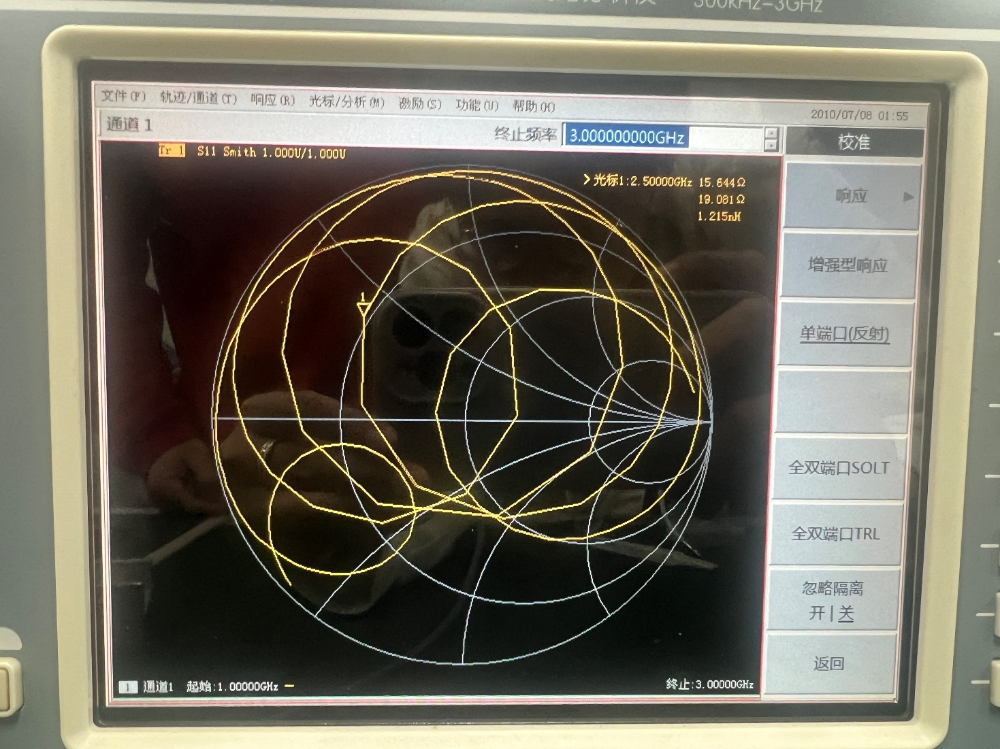 300kHz-3GHz
文件(F) 轨迹/通道(T) 响应(R) 光标/分析(M) 激励(S) 功能(U) 帮助(H)
2010/07/08 01:55
通道 1
终止频率 3.000000000GHz
校准
Tr 1 S11 Smith 1.000U/1.000U
>光标1:2.50000GHz 15.644Ω
19.081Ω
1.215nH
1
响应
增强型响应
单端口(反射)
全双端口SOLT
全双端口TRL
忽略隔离
开|关
返回
1 通道1 起始:1.00000GHz
终止:3.00000GHz